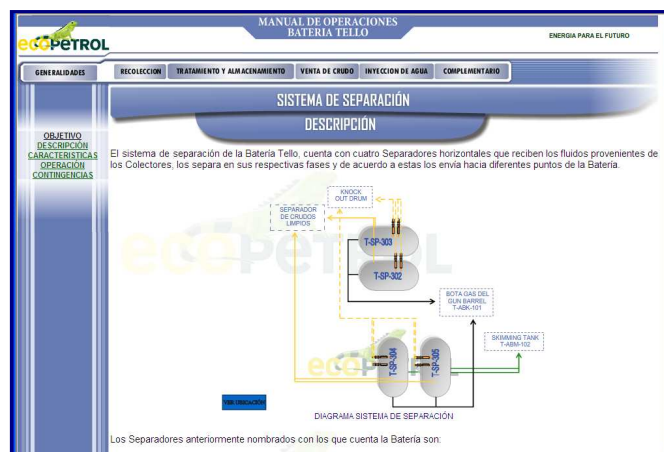 MANUAL DE OPERACIONES
BATERIA TELLO
ecoPETROL
ENERGIA PARA EL FUTURO
GENERALIDADES
RECOLECCION
TRATAMIENTO Y ALMACENAMIENTO
VENTA DE CRUDO
INYECCION DE AGUA
COMPLEMENTARIO
SISTEMA DE SEPARACIÓN
DESCRIPCIÓN
OBJETIVO
DESCRIPCIÓN
CARACTERISTICAS
OPERACIÓN
CONTINGENCIAS
El sistema de separación de la Batería Tello, cuenta con cuatro Separadores horizontales que reciben los fluidos provenientes de
los Colectores, los separa en sus respectivas fases y de acuerdo a estas los envía hacia diferentes puntos de la Batería.
KNOCK
OUT DRUM
SEPARADOR
DE CRUDOS
LIMPIOS
T-SP-303
T-SP-302
BOTA GAS DEL
GUN BARREL
T-ABK-101
SKIMMING TANK
T-ABM-102
T-SP-304
T-SP-305
VER UBICACIÓN
DIAGRAMA SISTEMA DE SEPARACIÓN
Los Separadores anteriormente nombrados con los que cuenta la Batería son: